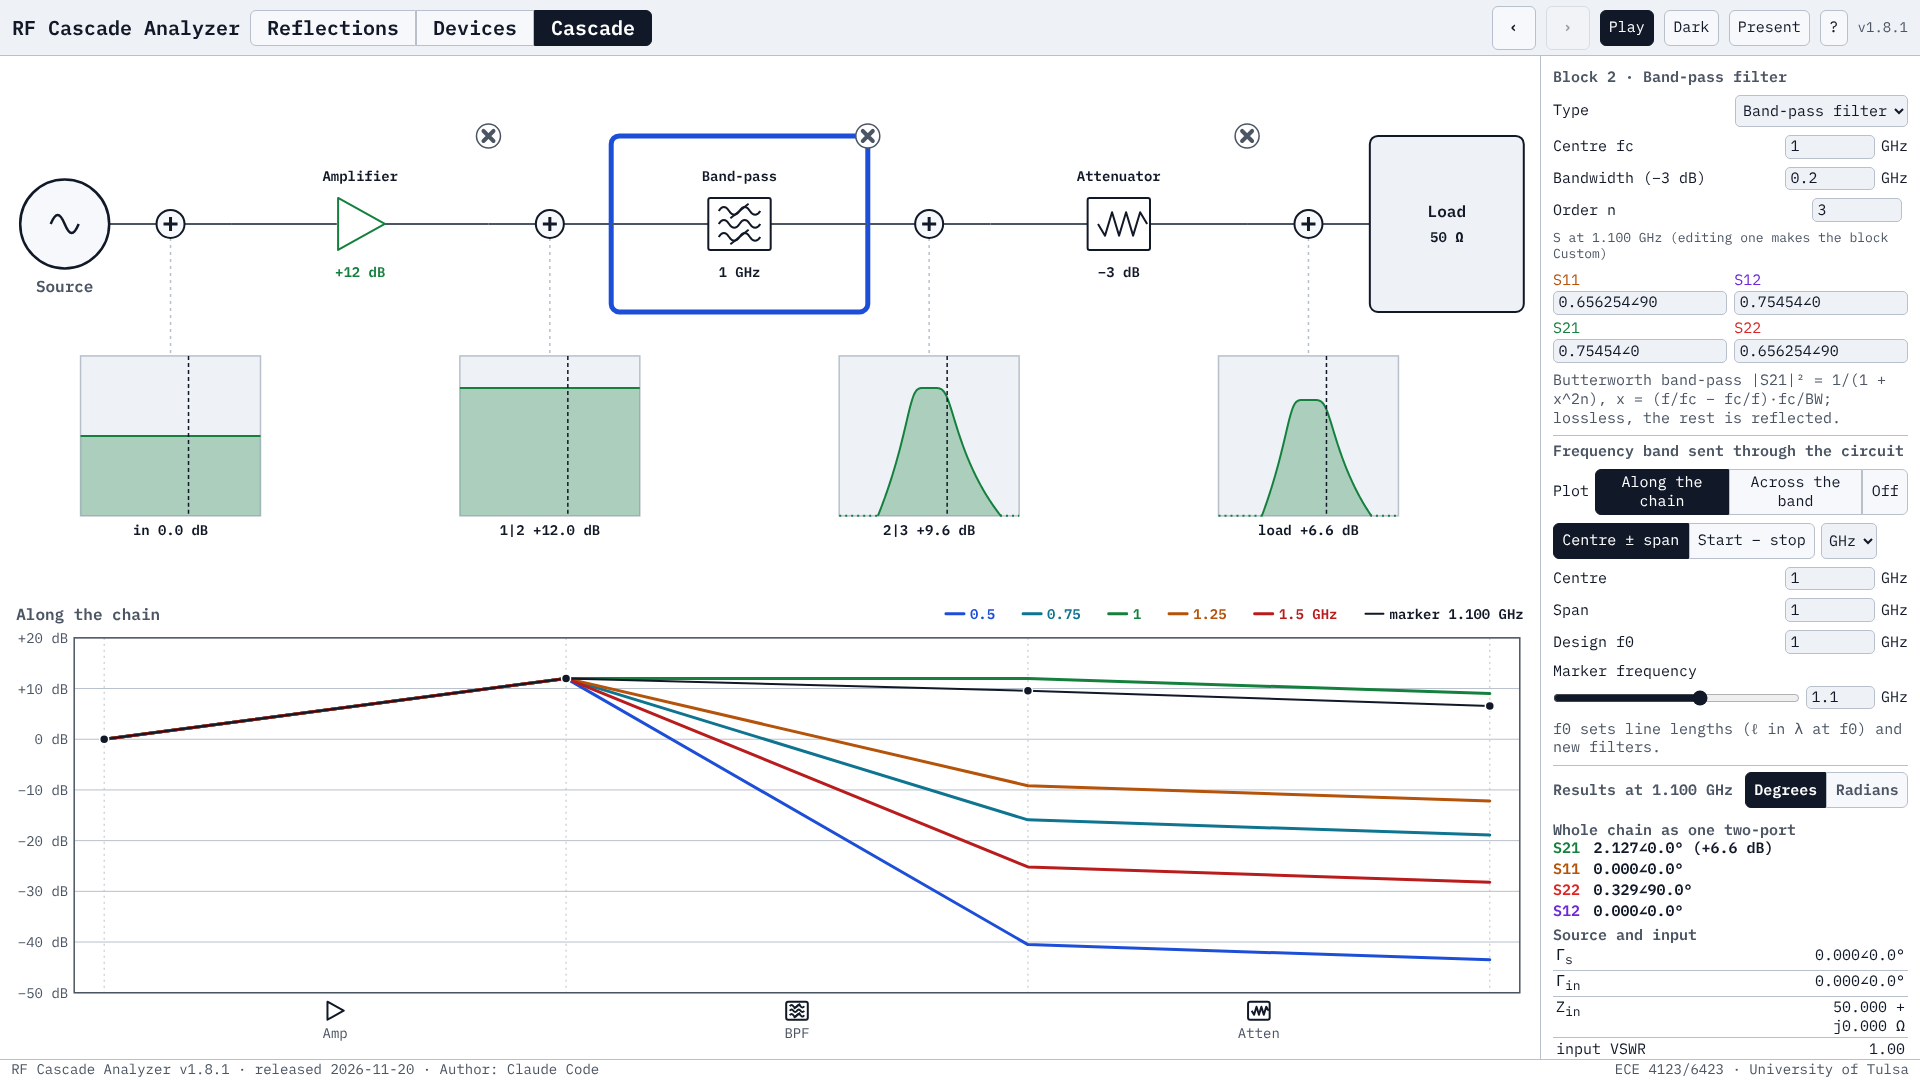 RF Cascade Analyzer
Reflections
Devices
Cascade
‹
›
Play
Dark
Present
?
v1.8.1
Amplifier
+12 dB
Band-pass
1 GHz
Attenuator
−3 dB
Load
50 Ω
Source
in 0.0 dB
1|2 +12.0 dB
2|3 +9.6 dB
load +6.6 dB
Along the chain
0.5
0.75
1
1.25
1.5 GHz
marker 1.100 GHz
+20 dB
+10 dB
0 dB
−10 dB
−20 dB
−30 dB
−40 dB
−50 dB
Amp
BPF
Atten
Block 2 · Band-pass filter
Type
Band-pass filter
Centre fc
1
GHz
Bandwidth (−3 dB)
0.2
GHz
Order n
3
S at 1.100 GHz (editing one makes the block
Custom)
S11
S12
0.656254∠90
0.7545∠0
S21
S22
0.7545∠0
0.656254∠90
Butterworth band-pass |S21|² = 1/(1 +
x^2n), x = (f/fc − fc/f)·fc/BW;
lossless, the rest is reflected.
Frequency band sent through the circuit
Plot
Along the
chain
Across the
band
Off
Centre ± span
Start − stop
GHz
Centre
1
GHz
Span
1
GHz
Design f0
1
GHz
Marker frequency
1.1
GHz
f0 sets line lengths (ℓ in λ at f0) and
new filters.
Results at 1.100 GHz
Degrees
Radians
Whole chain as one two-port
S21 2.127∠0.0° (+6.6 dB)
S11 0.000∠0.0°
S22 0.329∠90.0°
S12 0.000∠0.0°
Source and input
Γs 0.000∠0.0°
Γin 0.000∠0.0°
Zin 50.000 +
j0.000 Ω
input VSWR 1.00
RF Cascade Analyzer v1.8.1 · released 2026-11-20 · Author: Claude Code
ECE 4123/6423 · University of Tulsa